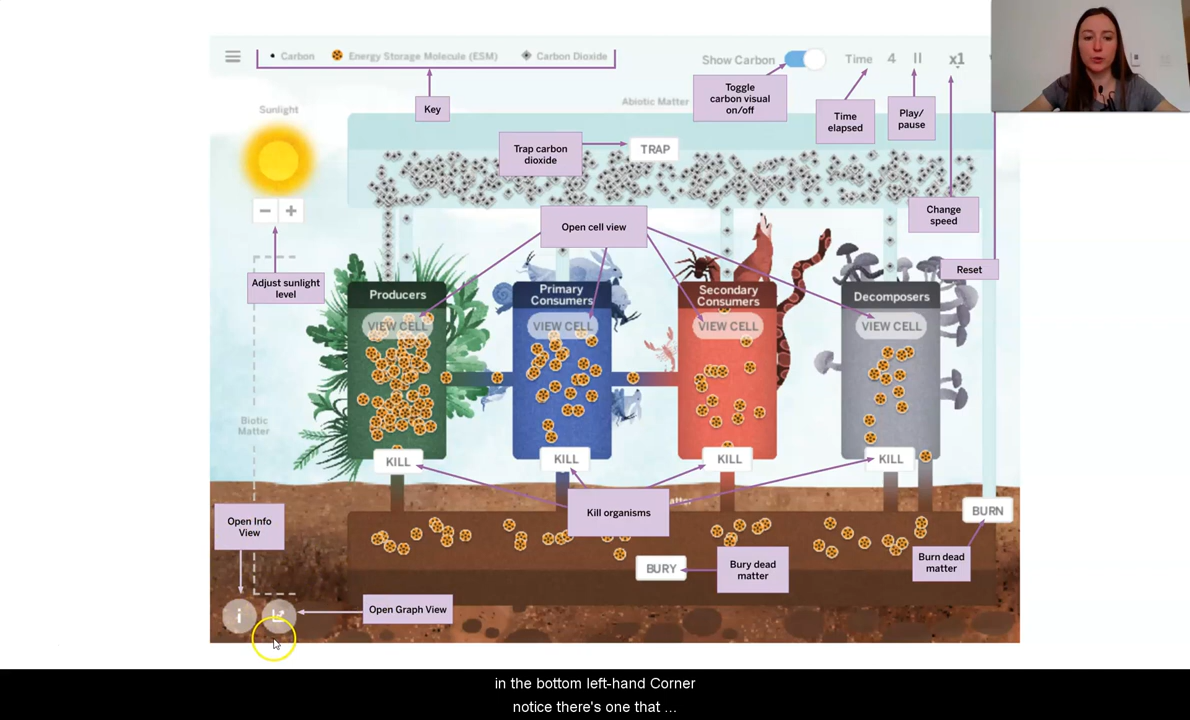 Carbon
Energy Storage Molecule (ESM)
Carbon Dioxide
Show Carbon
Time 4
x1
Key
Toggle
carbon visual
on/off
Time
elapsed
Play/
pause
Sunlight
Abiotic Matter
Trap carbon
dioxide
TRAP
Change
speed
Open cell view
Adjust sunlight
level
Reset
Producers
Primary
Consumers
Secondary
Consumers
Decomposers
VIEW CELL
VIEW CELL
VIEW CELL
VIEW CELL
Biotic
Matter
KILL
KILL
KILL
KILL
Kill organisms
BURN
Open Info
View
BURY
Bury dead
matter
Burn dead
matter
i
Open Graph View
in the bottom left-hand Corner
notice there's one that ...